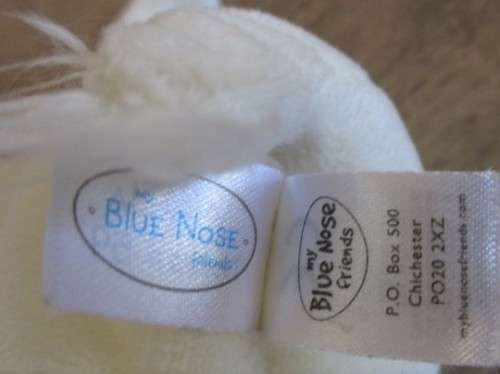 my
BLUE NOSE
friends
my
Blue Nose
friends
P.O. Box 500
Chichester
PO20 2XZ
mybluenosefriends.com